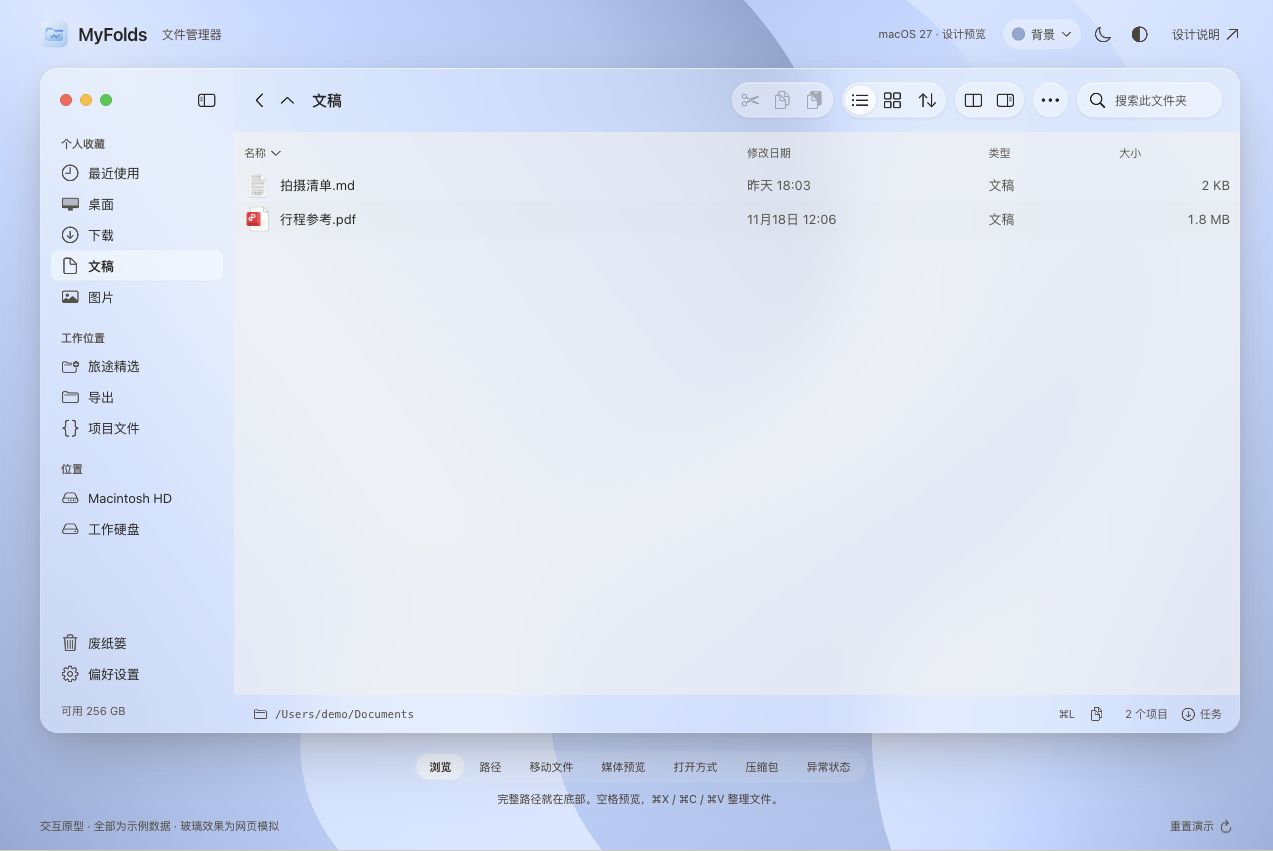 MyFolds 文件管理器
macOS 27 · 设计预览 背景 设计说明
文稿
搜索此文件夹
个人收藏
最近使用
桌面
下载
文稿
图片
工作位置
旅途精选
导出
项目文件
位置
Macintosh HD
工作硬盘
废纸篓
偏好设置
可用 256 GB
名称 修改日期 类型 大小
拍摄清单.md 昨天 18:03 文稿 2 KB
行程参考.pdf 11月18日 12:06 文稿 1.8 MB
/Users/demo/Documents ⌘L 2 个项目 任务
浏览 路径 移动文件 媒体预览 打开方式 压缩包 异常状态
完整路径就在底部。空格预览，⌘X / ⌘C / ⌘V 整理文件。
交互原型 · 全部为示例数据 · 玻璃效果为网页模拟 重置演示